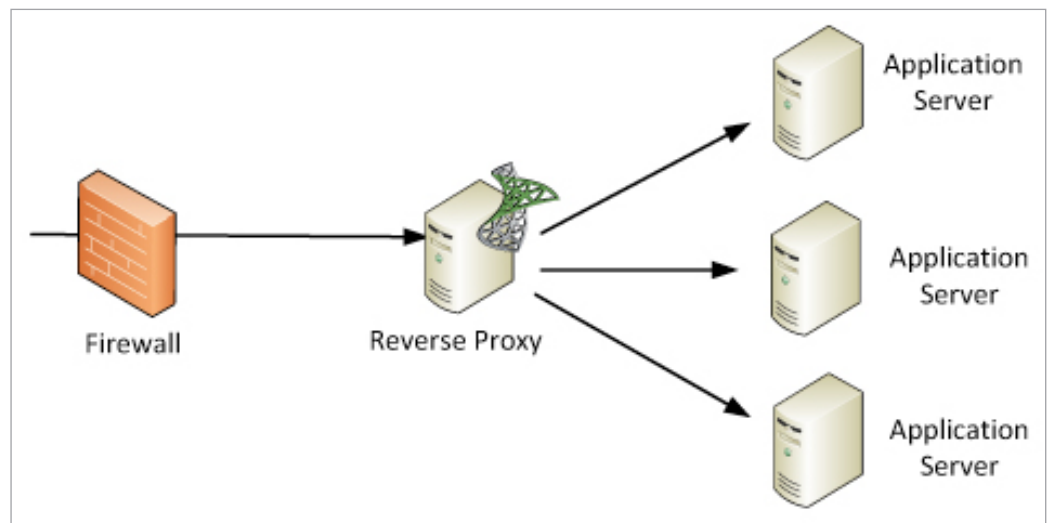 Application
Server
Firewall
Reverse Proxy
Application
Server
Application
Server